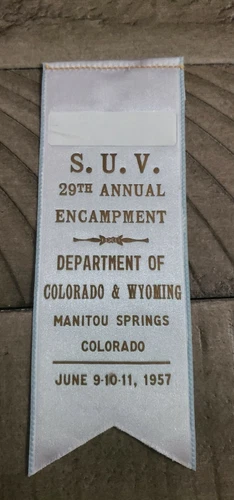 S. U. V.
29TH ANNUAL
ENCAMPMENT
DEPARTMENT OF
COLORADO & WYOMING
MANITOU SPRINGS
COLORADO
JUNE 9-10-11, 1957